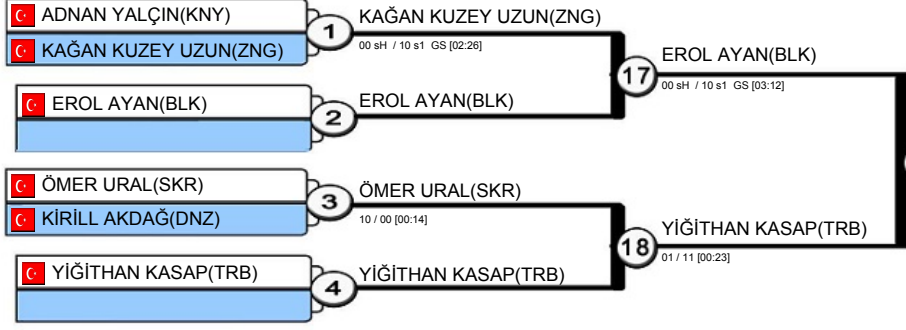 ADNAN YALÇIN(KNY)
KAĞAN KUZEY UZUN(ZNG)
1
KAĞAN KUZEY UZUN(ZNG)
00 sH / 10 s1 GS [02:26]
EROL AYAN(BLK)
2
EROL AYAN(BLK)
17
EROL AYAN(BLK)
00 sH / 10 s1 GS [03:12]
ÖMER URAL(SKR)
KİRİLL AKDAĞ(DNZ)
3
ÖMER URAL(SKR)
10 / 00 [00:14]
YİĞİTHAN KASAP(TRB)
4
YİĞİTHAN KASAP(TRB)
18
YİĞİTHAN KASAP(TRB)
01 / 11 [00:23]